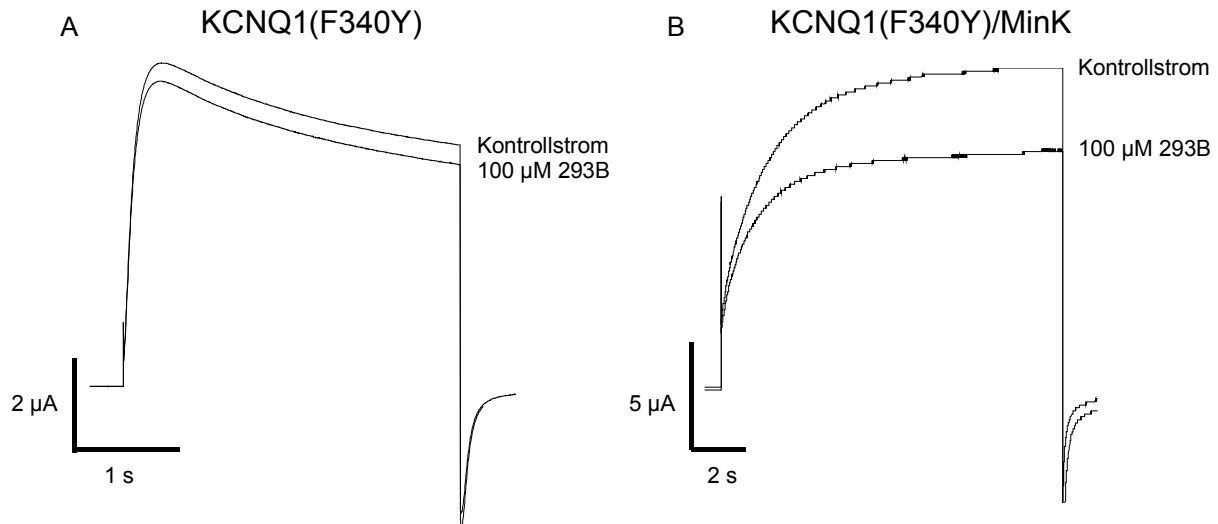 A
KCNQ1(F340Y)
Kontrollstrom
100 µM 293B
2 µA
1 s
B
KCNQ1(F340Y)/MinK
Kontrollstrom
100 µM 293B
5 µA
2 s